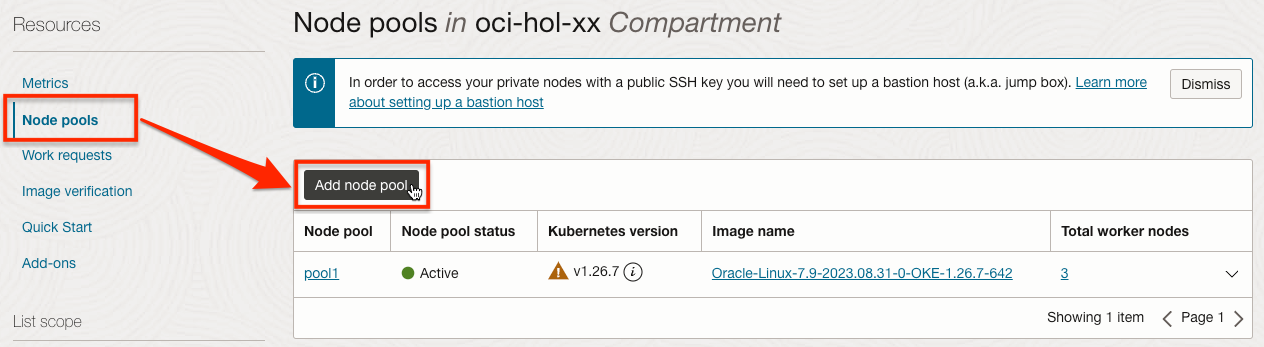 Resources
Metrics
Node pools
Work requests
Image verification
Quick Start
Add-ons
List scope
Node pools in oci-hol-xx Compartment
In order to access your private nodes with a public SSH key you will need to set up a bastion host (a.k.a. jump box). Learn more
about setting up a bastion host
Dismiss
Add node pool
Node pool Node pool status Kubernetes version Image name Total worker nodes
pool1 Active v1.26.7 Oracle-Linux-7.9-2023.08.31-0-OKE-1.26.7-642 3
Showing 1 item Page 1